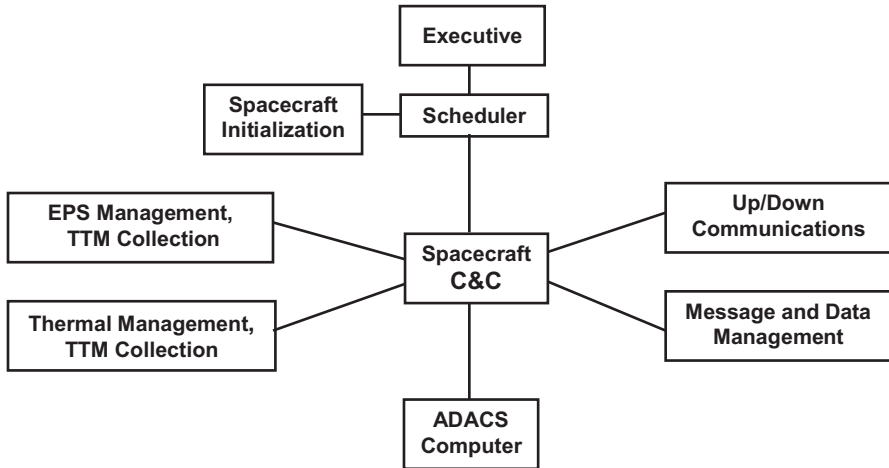 Executive
Spacecraft
Initialization
Scheduler
EPS Management,
TTM Collection
Up/Down
Communications
Spacecraft
C&C
Thermal Management,
TTM Collection
Message and Data
Management
ADACS
Computer